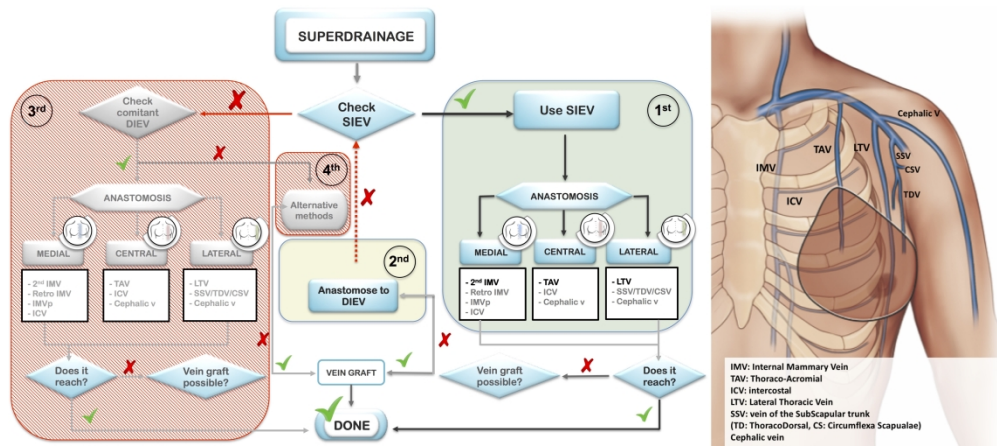 SUPERDRAINAGE
3rd
Check
comitant
DIEV
Check
SIEV
Use SIEV
1st
4th
Alternative
methods
ANASTOMOSIS
ANASTOMOSIS
2nd
Anastomose to
DIEV
MEDIAL
CENTRAL
LATERAL
MEDIAL
CENTRAL
LATERAL
- 2nd IMV
- Retro IMV
- IMVp
- ICV
- TAV
- ICV
- Cephalic v
- LTV
- SSV/TDV/CSV
- Cephalic v
- 2nd IMV
- Retro IMV
- IMVp
- ICV
- TAV
- ICV
- Cephalic v
- LTV
- SSV/TDV/CSV
- Cephalic v
Does it
reach?
Vein graft
possible?
VEIN GRAFT
Vein graft
possible?
Does it
reach?
DONE
Cephalic V
TAV
LTV
SSV
CSV
IMV
TDV
ICV
IMV: Internal Mammary Vein
TAV: Thoraco-Acromial
ICV: intercostal
LTV: Lateral Thoracic Vein
SSV: vein of the SubScapular trunk
(TD: ThoracoDorsal, CS: Circumflexa Scapualae)
Cephalic vein